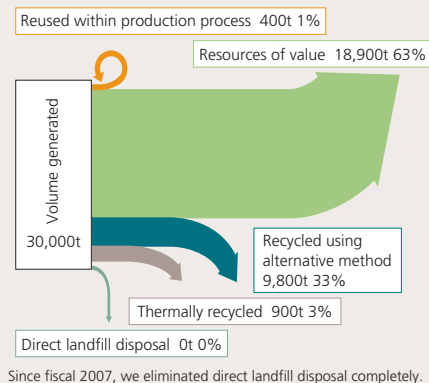 Reused within production process 400t 1%
Resources of value 18,900t 63%
Volume generated
30,000t
Recycled using
alternative method
9,800t 33%
Thermally recycled 900t 3%
Direct landfill disposal 0t 0%
Since fiscal 2007, we eliminated direct landfill disposal completely.